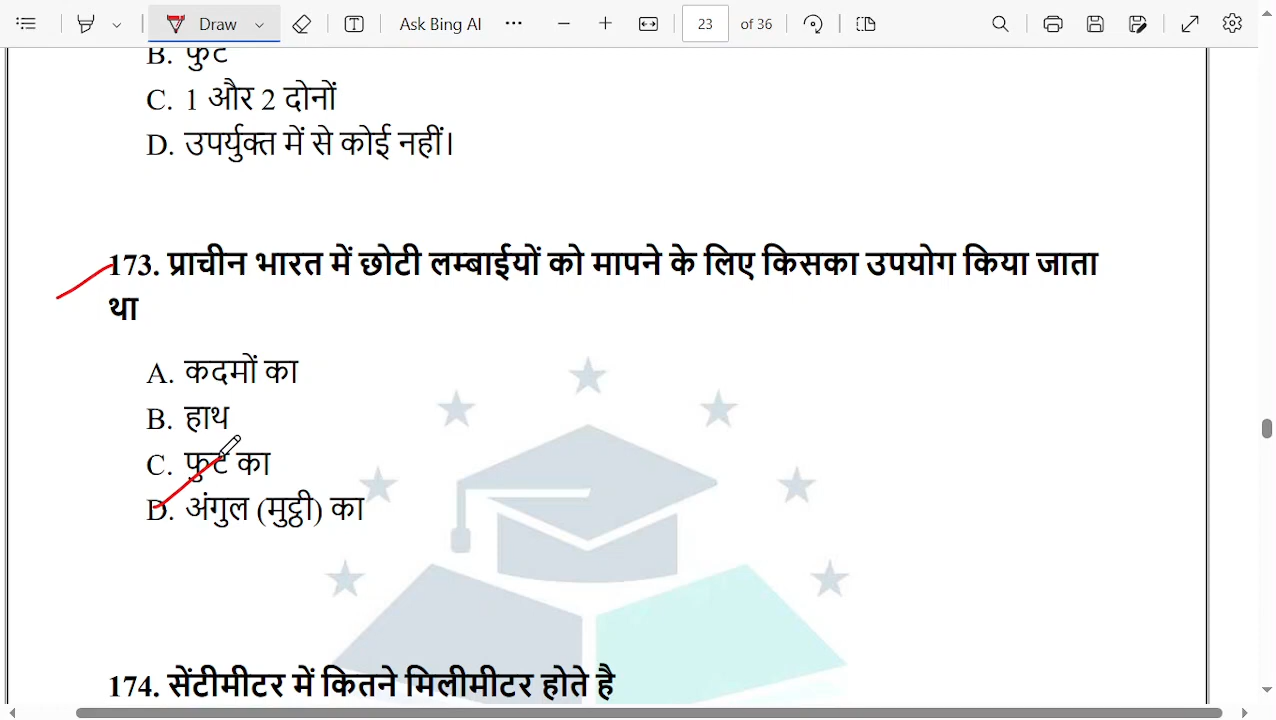 Draw
Ask Bing AI
23
of 36
B. फुट
C. 1 और 2 दोनों
D. उपर्युक्त में से कोई नहीं।
173. प्राचीन भारत में छोटी लम्बाईयों को मापने के लिए किसका उपयोग किया जाता
था
A. कदमों का
B. हाथ
C. फुट का
D. अंगुल (मुट्ठी) का
174. सेंटीमीटर में कितने मिलीमीटर होते है